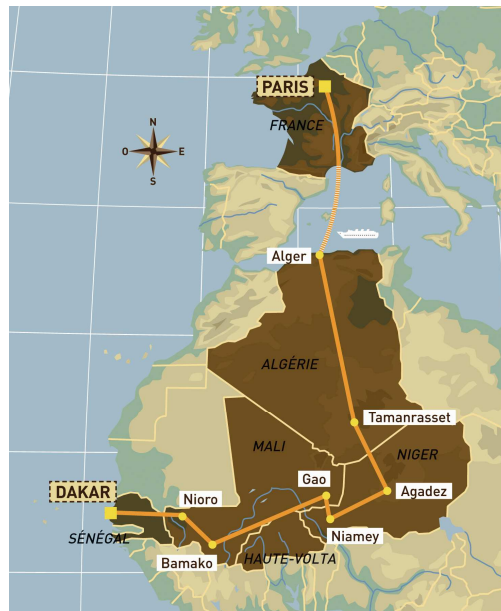 PARIS
FRANCE
N
O
E
S
Alger
ALGÉRIE
Tamanrasset
MALI
NIGER
Gao
Agadez
DAKAR
Nioro
Niamey
SÉNÉGAL
Bamako
HAUTE-VOLTA